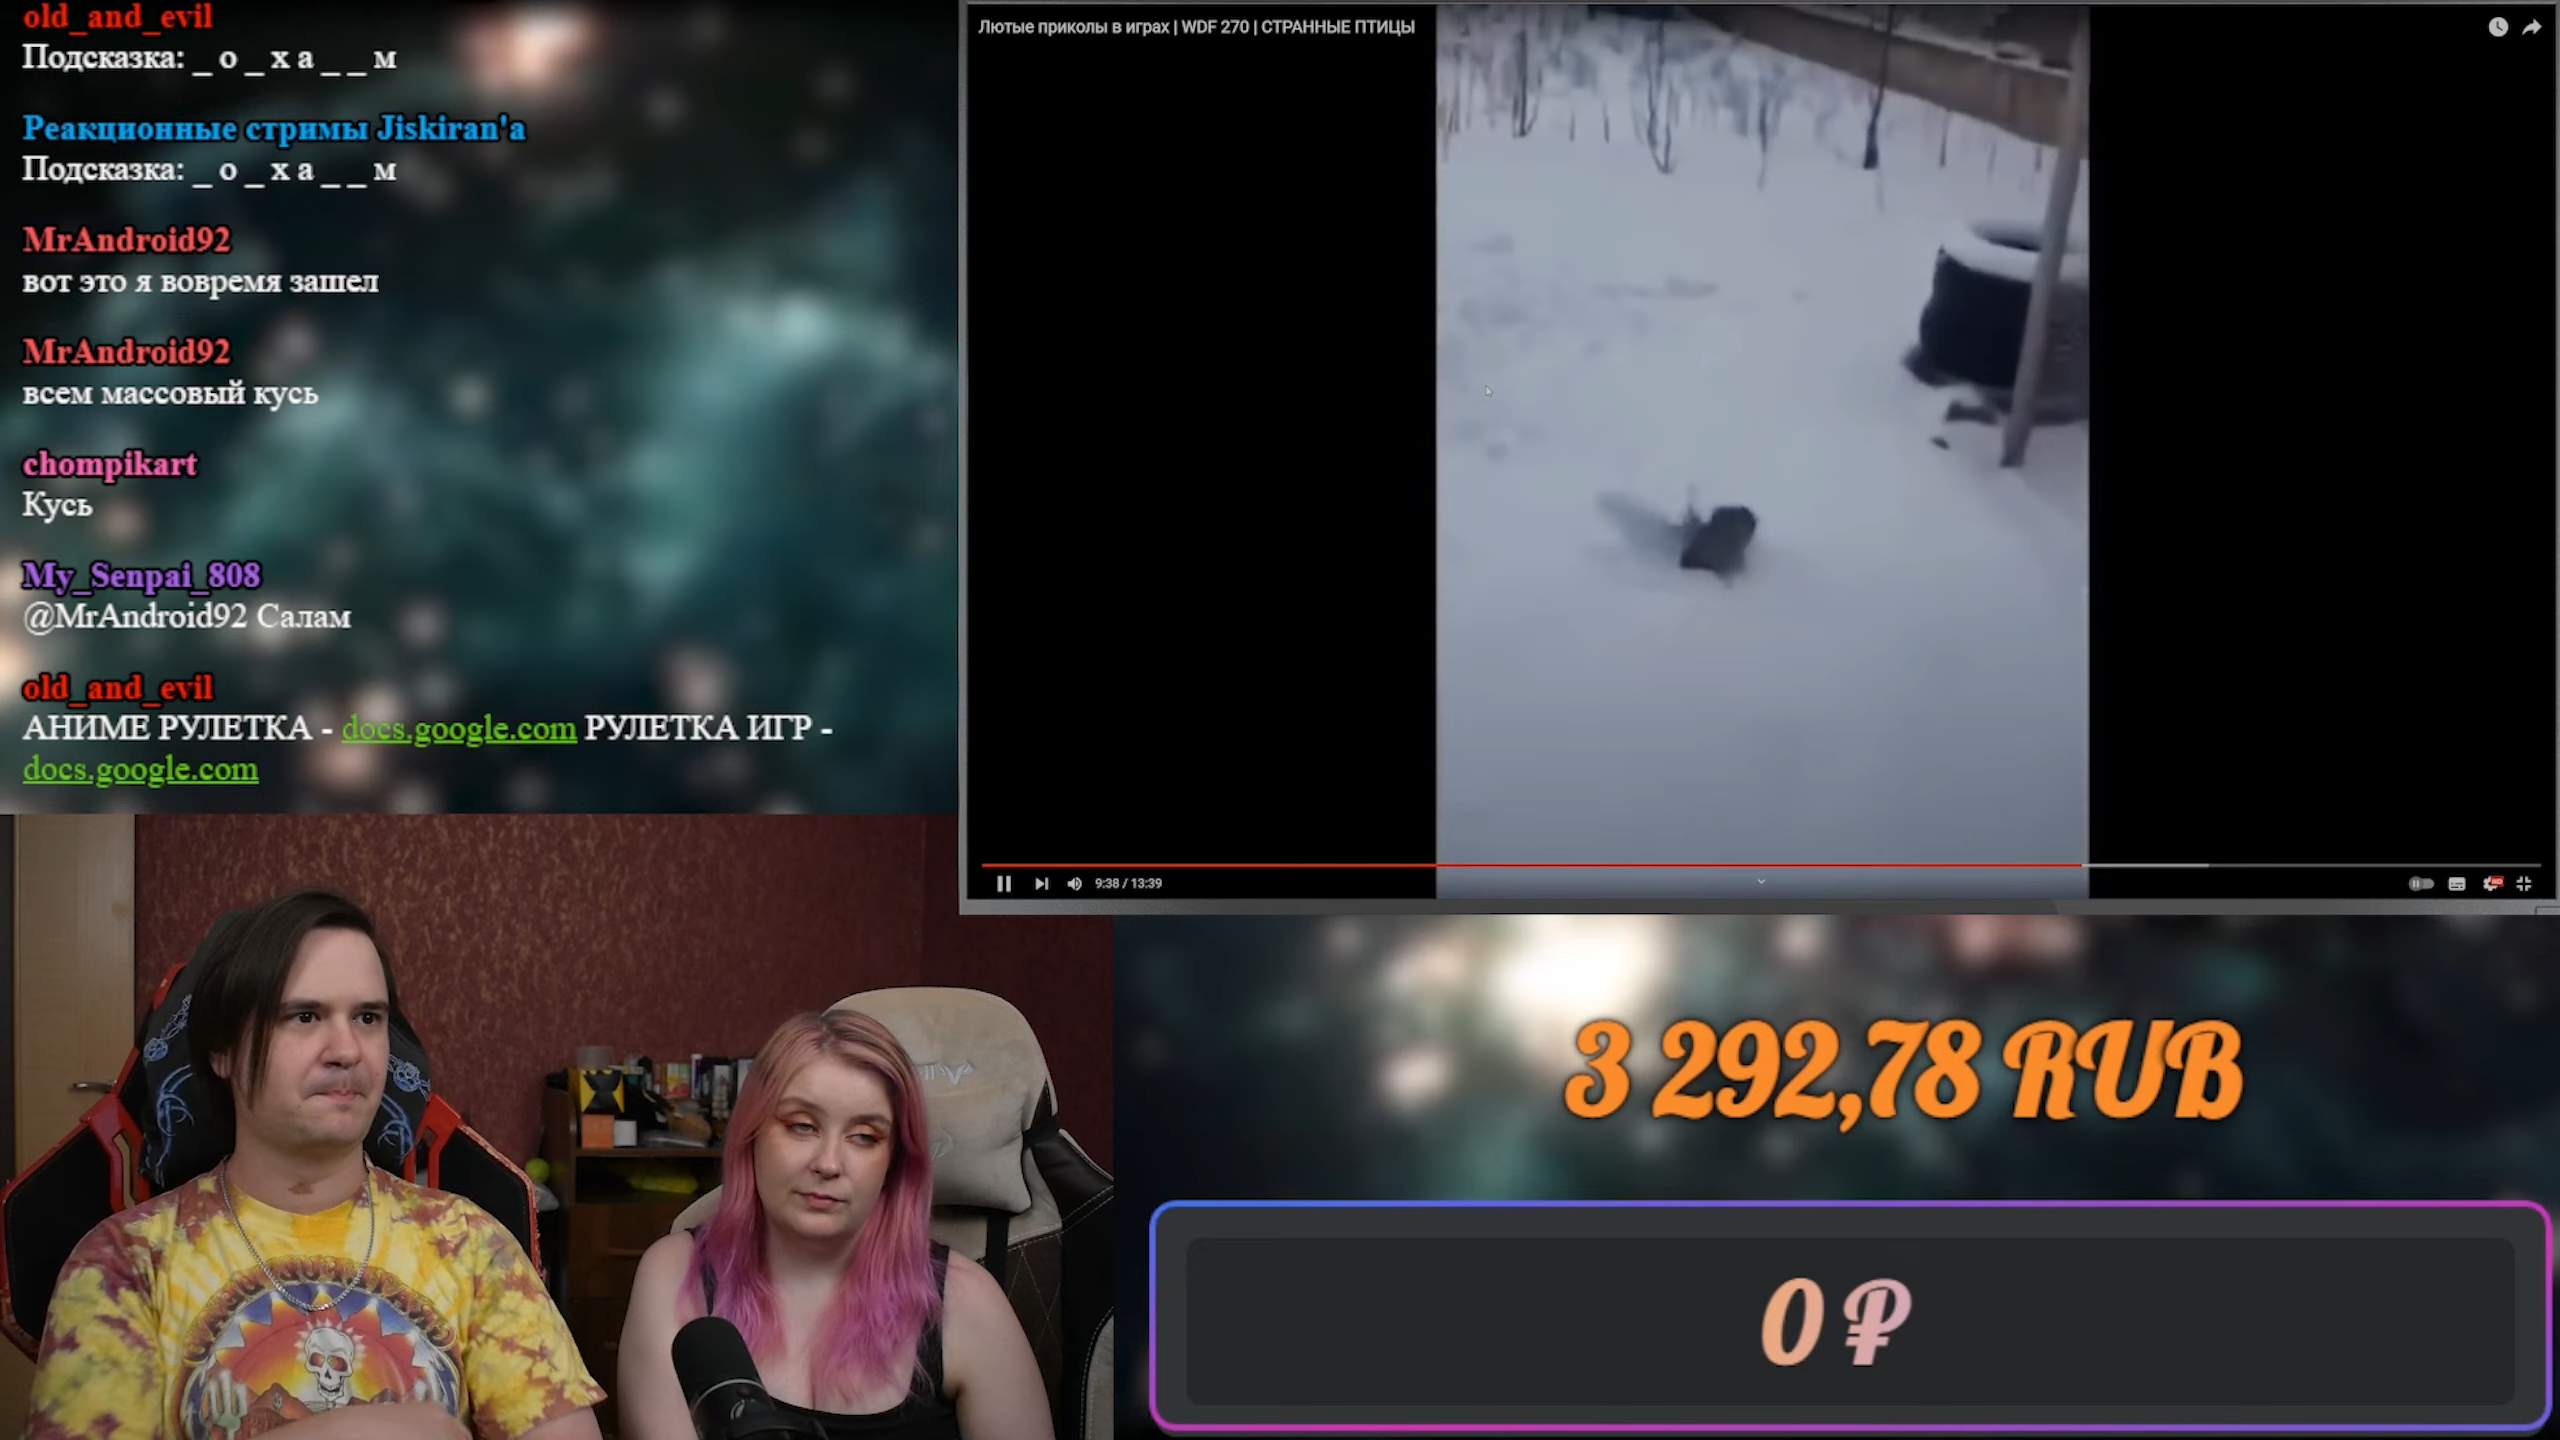 old_and_evil
Подсказка: _ о _ х а _ _ м
Реакционные стримы Jiskiran'a
Подсказка: _ о _ х а _ _ м
MrAndroid92
вот это я вовремя зашел
MrAndroid92
всем массовый кусь
chompikart
Кусь
My_Senpai_808
@MrAndroid92 Салам
old_and_evil
АНИМЕ РУЛЕТКА - docs.google.com РУЛЕТКА ИГР -
docs.google.com
Лютые приколы в играх | WDF 270 | СТРАННЫЕ ПТИЦЫ
9:38 / 13:39
HD
3 292,78 RUB
0 ₽